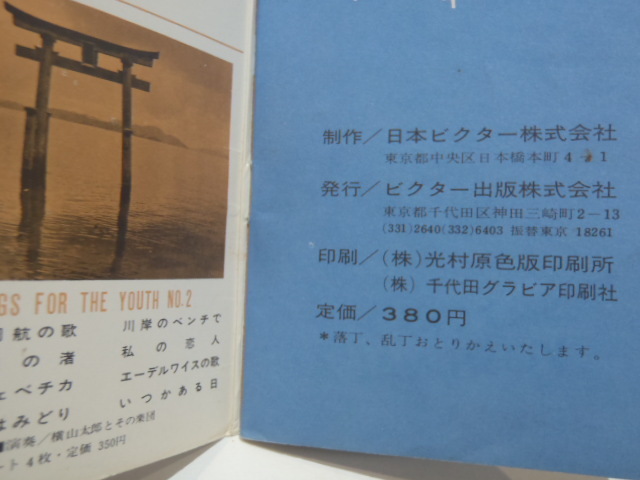 GS FOR THE YOUTH NO.2
航の歌
の渚
ェペチカ
はみどり
川岸のベンチで
私の恋人
エーデルワイスの歌
いつかある日
演奏/横山太郎とその楽団
ート4枚・定価 350円
制作/日本ビクター株式会社
東京都中央区日本橋本町4-1
発行/ビクター出版株式会社
東京都千代田区神田三崎町2-13
(331)2640(332)6403 振替東京 18261
印刷/(株)光村原色版印刷所
(株)千代田グラビア印刷社
定価/380円
*落丁、乱丁おとりかえいたします。